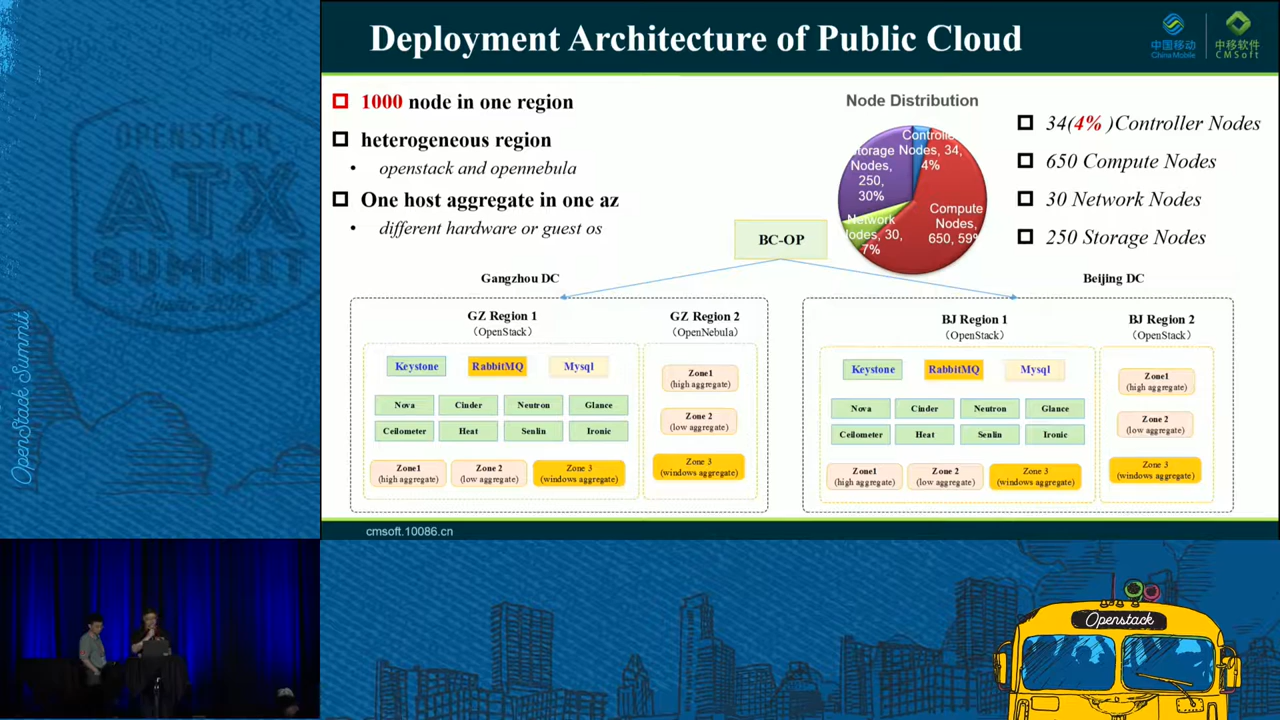 Deployment Architecture of Public Cloud
中国移动
China Mobile
中移软件
CMSoft
1000 node in one region
heterogeneous region
openstack and opennebula
One host aggregate in one az
different hardware or guest os
Node Distribution
Nodes, 34,
4%
Nodes,
250,
30%
Compute
Nodes,
650, 59%
30,
7%
34(4% )Controller Nodes
650 Compute Nodes
30 Network Nodes
250 Storage Nodes
BC-OP
Gangzhou DC
Beijing DC
GZ Region 1
(OpenStack)
Keystone
RabbitMQ
Mysql
Nova
Cinder
Neutron
Glance
Ceilometer
Heat
Senlin
Ironic
Zone1
(high aggregate)
Zone 2
(low aggregate)
Zone 3
(windows aggregate)
GZ Region 2
(OpenNebula)
Zone1
(high aggregate)
Zone 2
(low aggregate)
Zone 3
(windows aggregate)
BJ Region 1
(OpenStack)
Keystone
RabbitMQ
Mysql
Nova
Cinder
Neutron
Glance
Ceilometer
Heat
Senlin
Ironic
Zone1
(high aggregate)
Zone 2
(low aggregate)
Zone 3
(windows aggregate)
BJ Region 2
(OpenStack)
Zone1
(high aggregate)
Zone 2
(low aggregate)
Zone 3
(windows aggregate)
cmsoft.10086.cn
OpenStack Summit
OPENSTACK
ATX
SUMMIT
Openstack